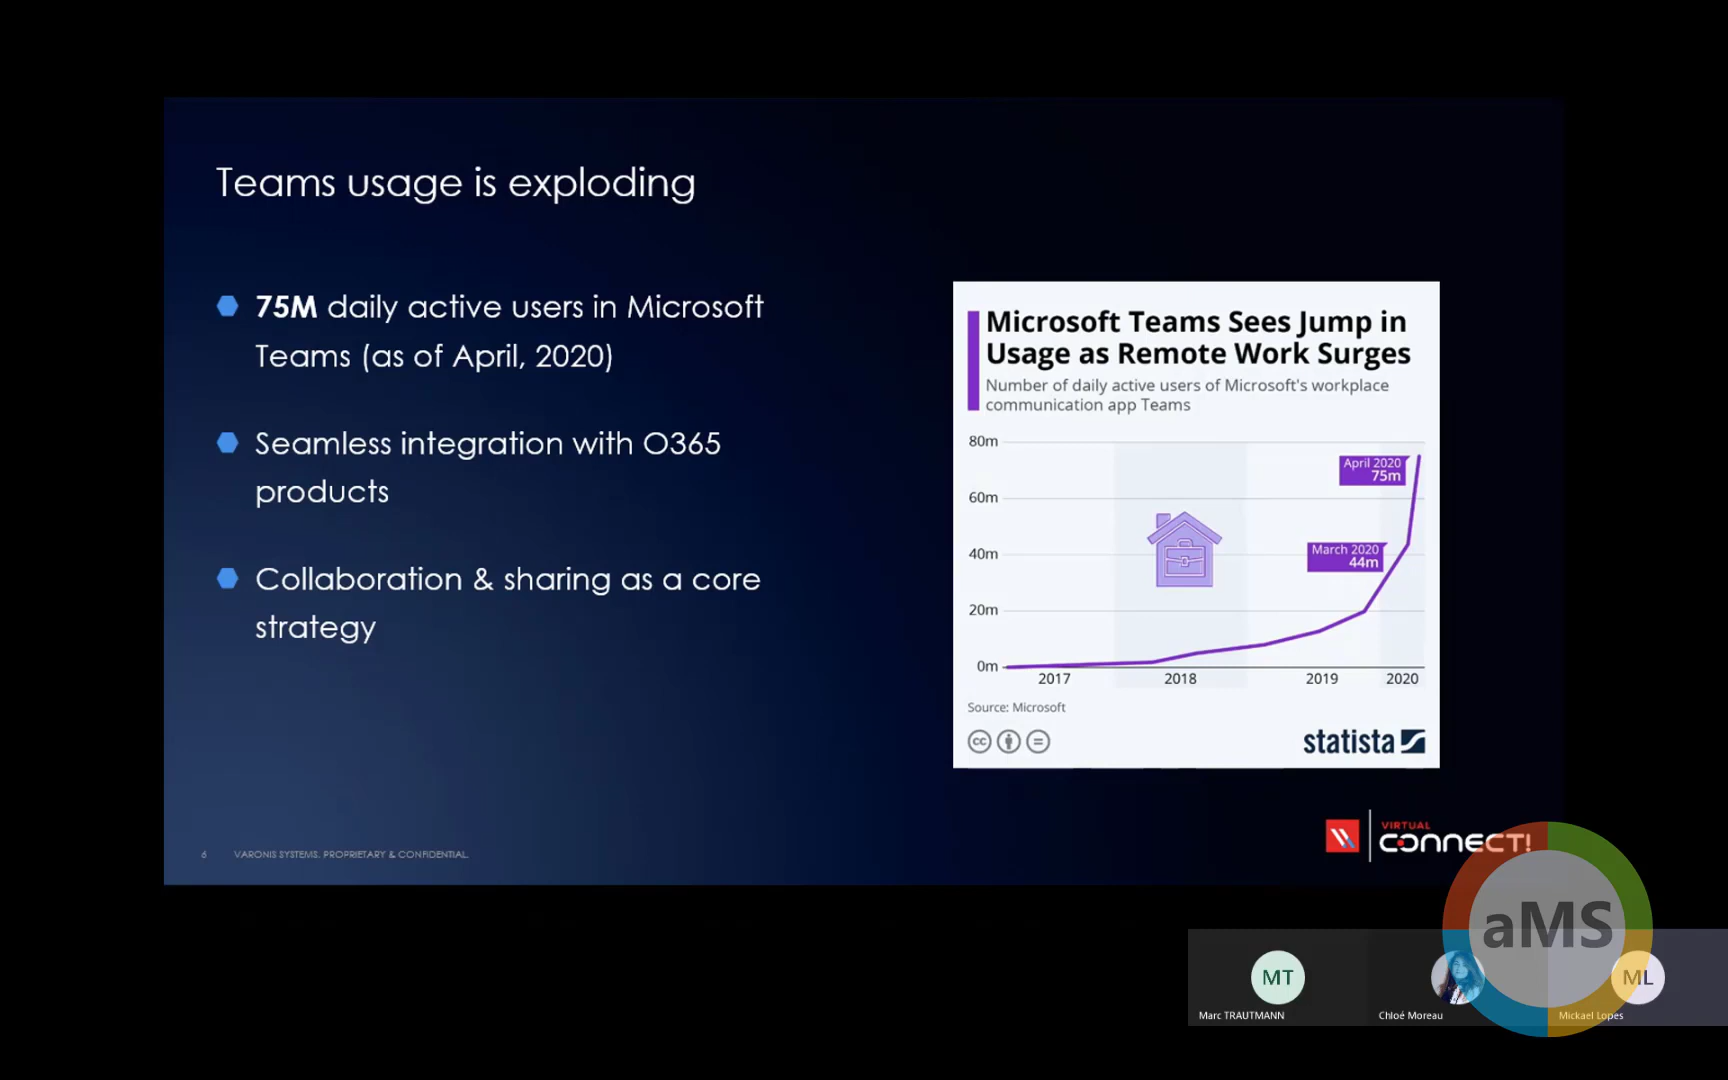 Teams usage is exploding
75M daily active users in Microsoft
Teams (as of April, 2020)
Seamless integration with O365
products
Collaboration & sharing as a core
strategy
Microsoft Teams Sees Jump in
Usage as Remote Work Surges
Number of daily active users of Microsoft's workplace
communication app Teams
80m
60m
40m
20m
0m
April 2020
75m
March 2020
44m
2017 2018 2019 2020
Source: Microsoft
cc
statista
6 VARONIS SYSTEMS. PROPRIETARY & CONFIDENTIAL.
VIRTUAL
CONNECT!
aMS
MT
ML
Marc TRAUTMANN
Chloé Moreau
Mickael Lopes